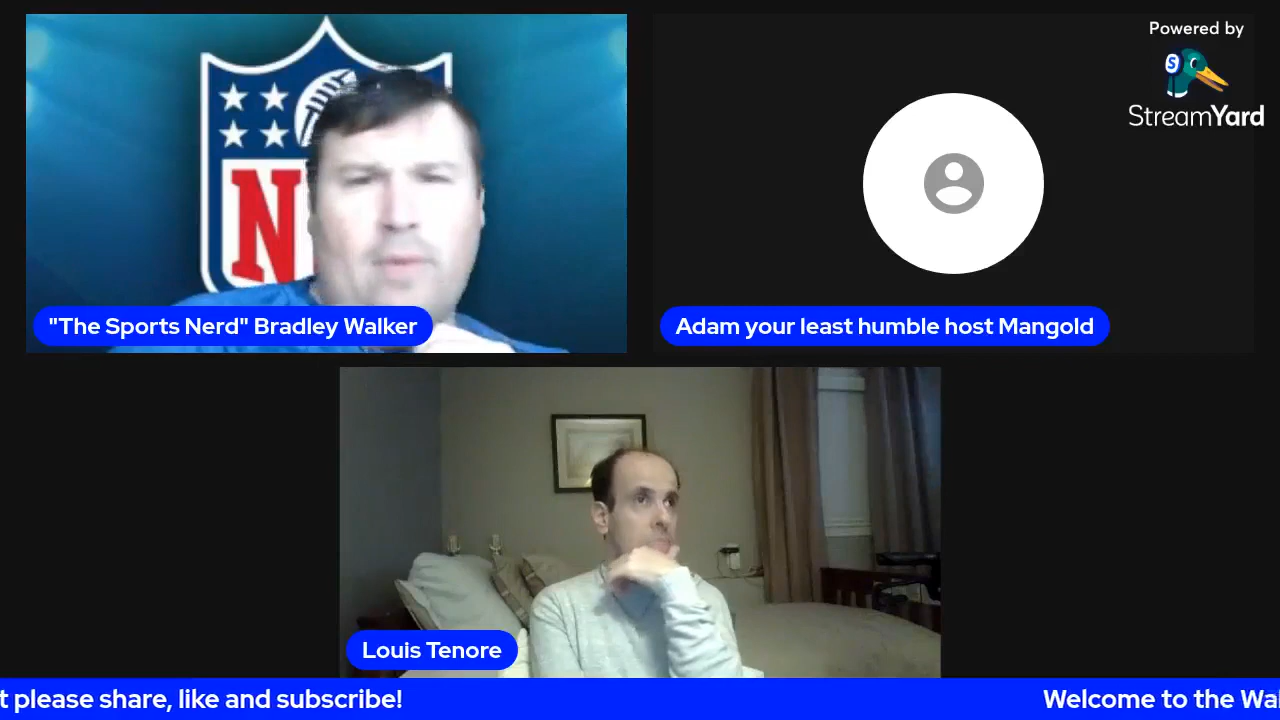 Powered by
StreamYard
N
"The Sports Nerd" Bradley Walker
Adam your least humble host Mangold
Louis Tenore
t please share, like and subscribe!
Welcome to the Wal